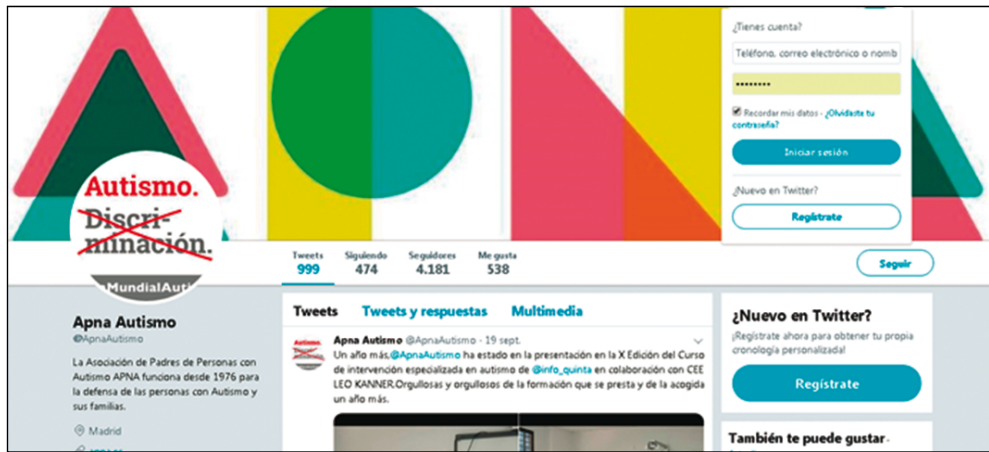 ¿Tienes cuenta?
Teléfono, correo electrónico o nomb
Recordar mis datos - ¿Olvidaste tu
contraseña?
Iniciar sesión
¿Nuevo en Twitter?
Regístrate
Autismo.
Discri-
minación.
MundialAuti
Tweets Siguiendo Seguidores Me gusta
999 474 4.181 538
Seguir
Apna Autismo
@ApnaAutismo
La Asociación de Padres de Personas con
Autismo APNA funciona desde 1976 para
la defensa de las personas con Autismo y
sus familias.
Madrid
Tweets Tweets y respuestas Multimedia
Apna Autismo @ApnaAutismo - 19 sept.
Un año más,@ApnaAutismo ha estado en la presentación en la X Edición del Curso
de intervención especializada en autismo de @info_quinta en colaboración con CEE
LEO KANNER.Orgullosas y orgullosos de la formación que se presta y de la acogida
un año más.
¿Nuevo en Twitter?
¡Regístrate ahora para obtener tu propia
cronología personalizada!
Regístrate
También te puede gustar·